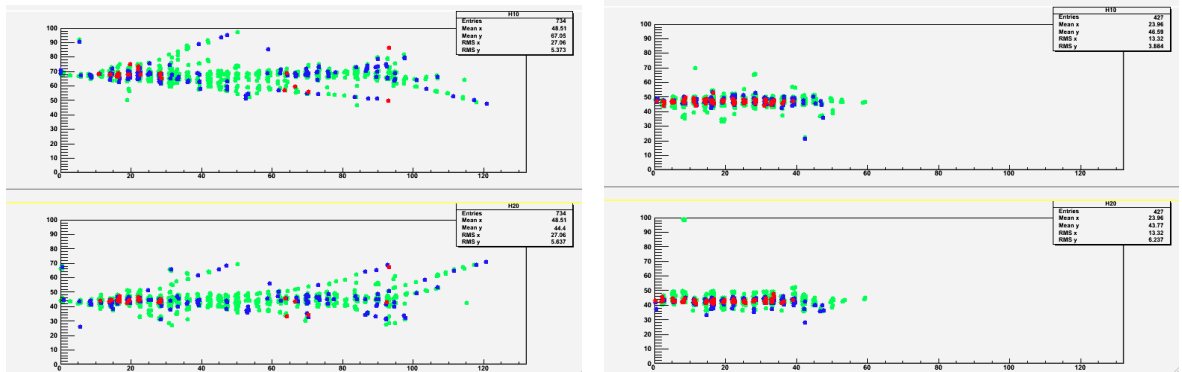 H10
Entries 734
Mean x 48.51
Mean y 67.05
RMS x 27.06
RMS y 5.373
100
90
80
70
60
50
40
30
20
10
0
0 20 40 60 80 100 120
H20
Entries 734
Mean x 48.51
Mean y 44.4
RMS x 27.06
RMS y 5.637
100
90
80
70
60
50
40
30
20
10
0
0 20 40 60 80 100 120
H10
Entries 427
Mean x 23.96
Mean y 46.59
RMS x 13.32
RMS y 3.884
100
90
80
70
60
50
40
30
20
10
0
0 20 40 60 80 100 120
H20
Entries 427
Mean x 23.96
Mean y 43.77
RMS x 13.32
RMS y 6.237
100
90
80
70
60
50
40
30
20
10
0
0 20 40 60 80 100 120